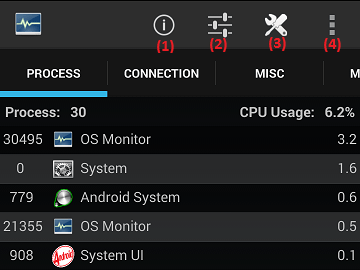 (1) (2) (3) (4)
PROCESS CONNECTION MISC M
Process: 30 CPU Usage: 6.2%
30495 OS Monitor 3.2
0 System 1.6
779 Android System 0.6
21355 OS Monitor 0.5
908 Android System UI 0.1